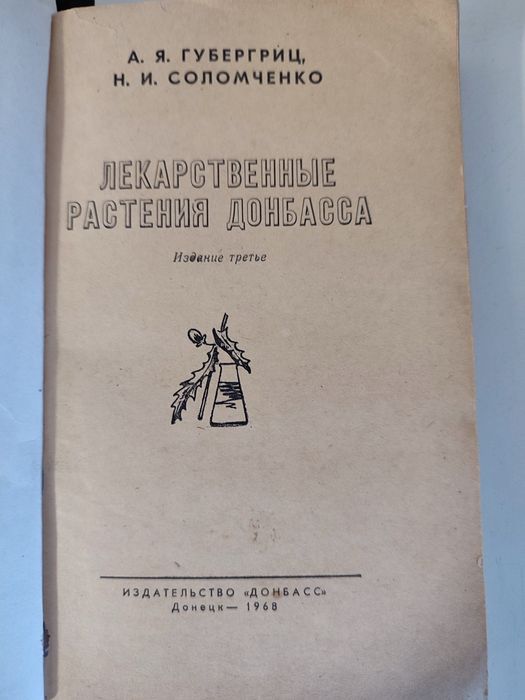 А. Я. ГУБЕРГРИЦ,
Н. И. СОЛОМЧЕНКО
ЛЕКАРСТВЕННЫЕ
РАСТЕНИЯ ДОНБАССА
Издание третье
ИЗДАТЕЛЬСТВО «ДОНБАСС»
Донецк — 1968